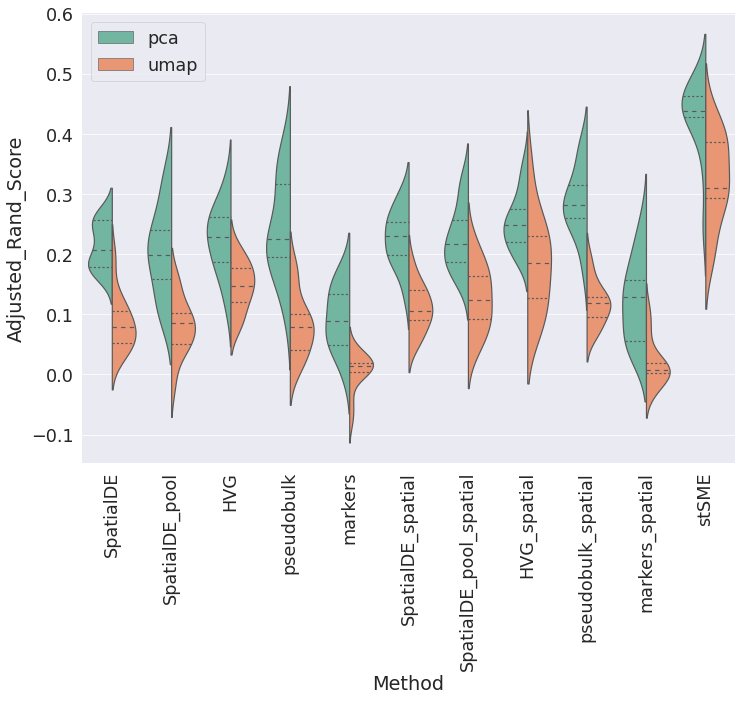 0.6
0.5
0.4
0.3
0.2
0.1
0.0
−0.1
Adjusted_Rand_Score
pca
umap
SpatialDE
SpatialDE_pool
HVG
pseudobulk
markers
SpatialDE_spatial
SpatialDE_pool_spatial
HVG_spatial
pseudobulk_spatial
markers_spatial
stSME
Method